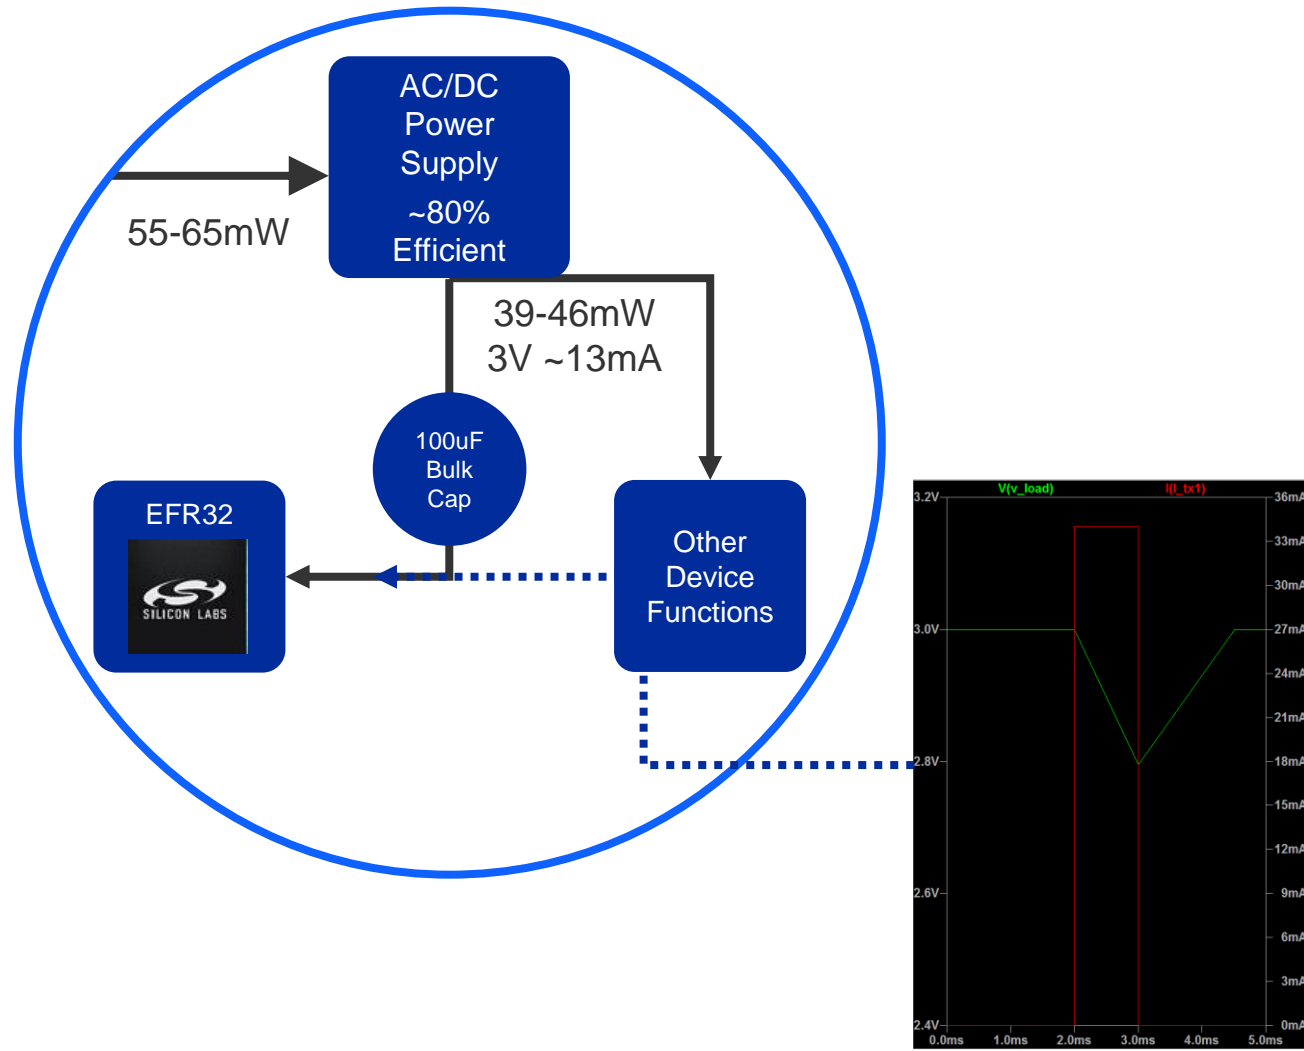 AC/DC
Power
Supply
~80%
Efficient
55-65mW
39-46mW
3V ~13mA
100uF
Bulk
Cap
EFR32
SILICON LABS
Other
Device
Functions
V(v_load)
I(I_tx1)
3.2V
3.0V
2.8V
2.6V
2.4V
36mA
33mA
30mA
27mA
24mA
21mA
18mA
15mA
12mA
9mA
6mA
3mA
0mA
0.0ms
1.0ms
2.0ms
3.0ms
4.0ms
5.0ms